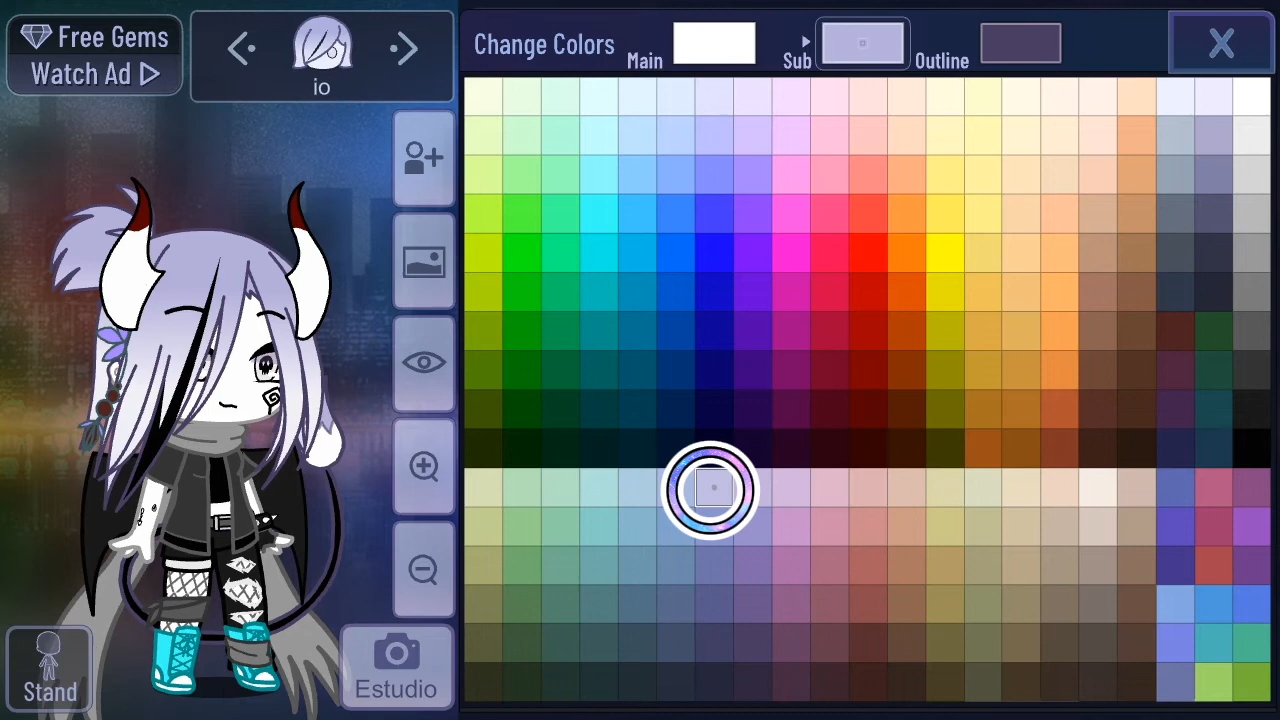 Free Gems
Watch Ad
io
Change Colors
Main
Sub
Outline
X
Stand
Estudio